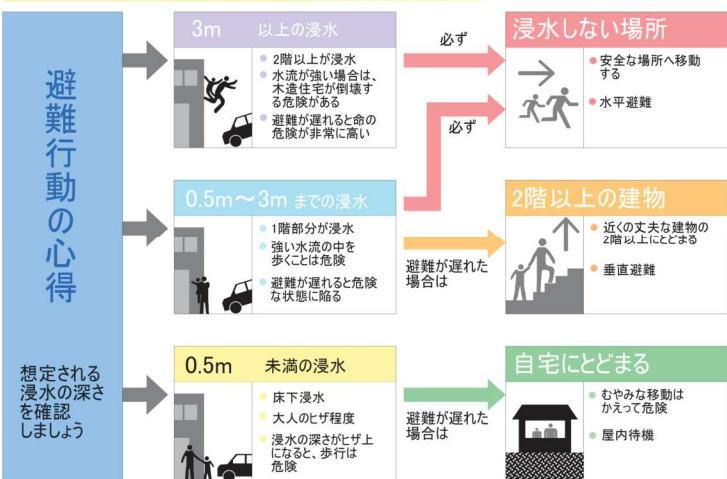 避難行動の心得
想定される
浸水の深さ
を確認
しましょう
3m 以上の浸水
2階以上が浸水
水流が強い場合は、
木造住宅が倒壊す
る危険がある
避難が遅れると命の
危険が非常に高い
必ず
浸水しない場所
安全な場所へ移動
する
水平避難
0.5m～3m までの浸水
1階部分が浸水
強い水流の中を
歩くことは危険
避難が遅れると危険
な状態に陥る
必ず
避難が遅れた
場合は
2階以上の建物
近くの丈夫な建物の
2階以上にとどまる
垂直避難
0.5m 未満の浸水
床下浸水
大人のヒザ程度
浸水の深さがヒザ上
になると、歩行は
危険
避難が遅れた
場合は
自宅にとどまる
むやみな移動は
かえって危険
屋内待機